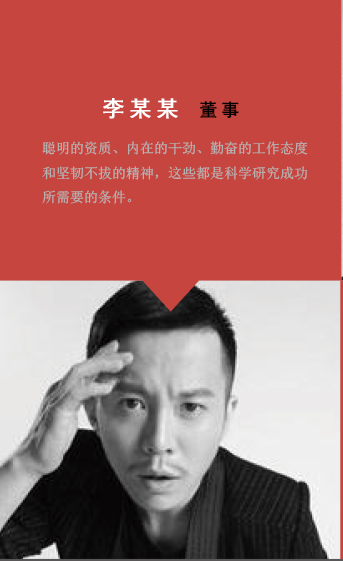 李某某 董事
聪明的资质、内在的干劲、勤奋的工作态度
和坚韧不拔的精神，这些都是科学研究成功
所需要的条件。